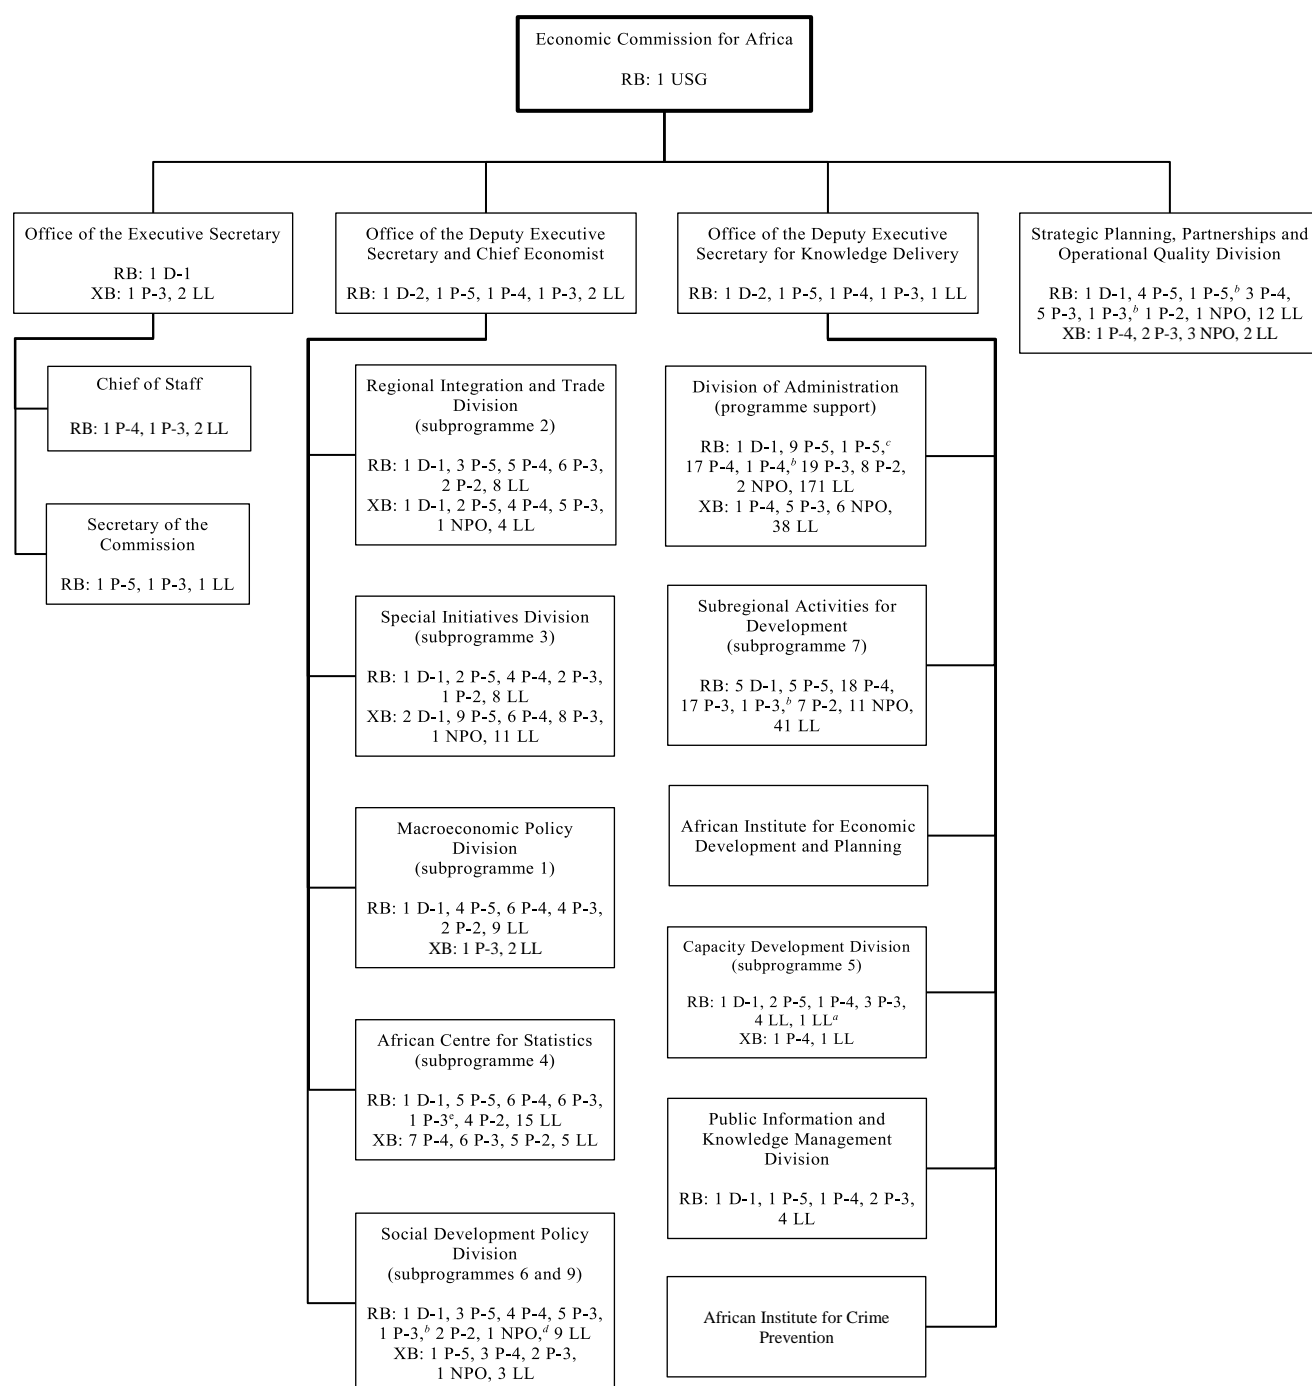 Economic Commission for Africa
RB: 1 USG
Office of the Executive Secretary
RB: 1 D-1
XB: 1 P-3, 2 LL
Chief of Staff
RB: 1 P-4, 1 P-3, 2 LL
Secretary of the
Commission
RB: 1 P-5, 1 P-3, 1 LL
Office of the Deputy Executive
Secretary and Chief Economist
RB: 1 D-2, 1 P-5, 1 P-4, 1 P-3, 2 LL
Regional Integration and Trade
Division
(subprogramme 2)
RB: 1 D-1, 3 P-5, 5 P-4, 6 P-3,
2 P-2, 8 LL
XB: 1 D-1, 2 P-5, 4 P-4, 5 P-3,
1 NPO, 4 LL
Special Initiatives Division
(subprogramme 3)
RB: 1 D-1, 2 P-5, 4 P-4, 2 P-3,
1 P-2, 8 LL
XB: 2 D-1, 9 P-5, 6 P-4, 8 P-3,
1 NPO, 11 LL
Macroeconomic Policy
Division
(subprogramme 1)
RB: 1 D-1, 4 P-5, 6 P-4, 4 P-3,
2 P-2, 9 LL
XB: 1 P-3, 2 LL
African Centre for Statistics
(subprogramme 4)
RB: 1 D-1, 5 P-5, 6 P-4, 6 P-3,
1 P-3e, 4 P-2, 15 LL
XB: 7 P-4, 6 P-3, 5 P-2, 5 LL
Social Development Policy
Division
(subprogrammes 6 and 9)
RB: 1 D-1, 3 P-5, 4 P-4, 5 P-3,
1 P-3,b 2 P-2, 1 NPO,d 9 LL
XB: 1 P-5, 3 P-4, 2 P-3,
1 NPO, 3 LL
Office of the Deputy Executive
Secretary for Knowledge Delivery
RB: 1 D-2, 1 P-5, 1 P-4, 1 P-3, 1 LL
Division of Administration
(programme support)
RB: 1 D-1, 9 P-5, 1 P-5,c
17 P-4, 1 P-4,b 19 P-3, 8 P-2,
2 NPO, 171 LL
XB: 1 P-4, 5 P-3, 6 NPO,
38 LL
Subregional Activities for
Development
(subprogramme 7)
RB: 5 D-1, 5 P-5, 18 P-4,
17 P-3, 1 P-3,b 7 P-2, 11 NPO,
41 LL
African Institute for Economic
Development and Planning
Capacity Development Division
(subprogramme 5)
RB: 1 D-1, 2 P-5, 1 P-4, 3 P-3,
4 LL, 1 LLa
XB: 1 P-4, 1 LL
Public Information and
Knowledge Management
Division
RB: 1 D-1, 1 P-5, 1 P-4, 2 P-3,
4 LL
African Institute for Crime
Prevention
Strategic Planning, Partnerships and
Operational Quality Division
RB: 1 D-1, 4 P-5, 1 P-5,b 3 P-4,
5 P-3, 1 P-3,b 1 P-2, 1 NPO, 12 LL
XB: 1 P-4, 2 P-3, 3 NPO, 2 LL